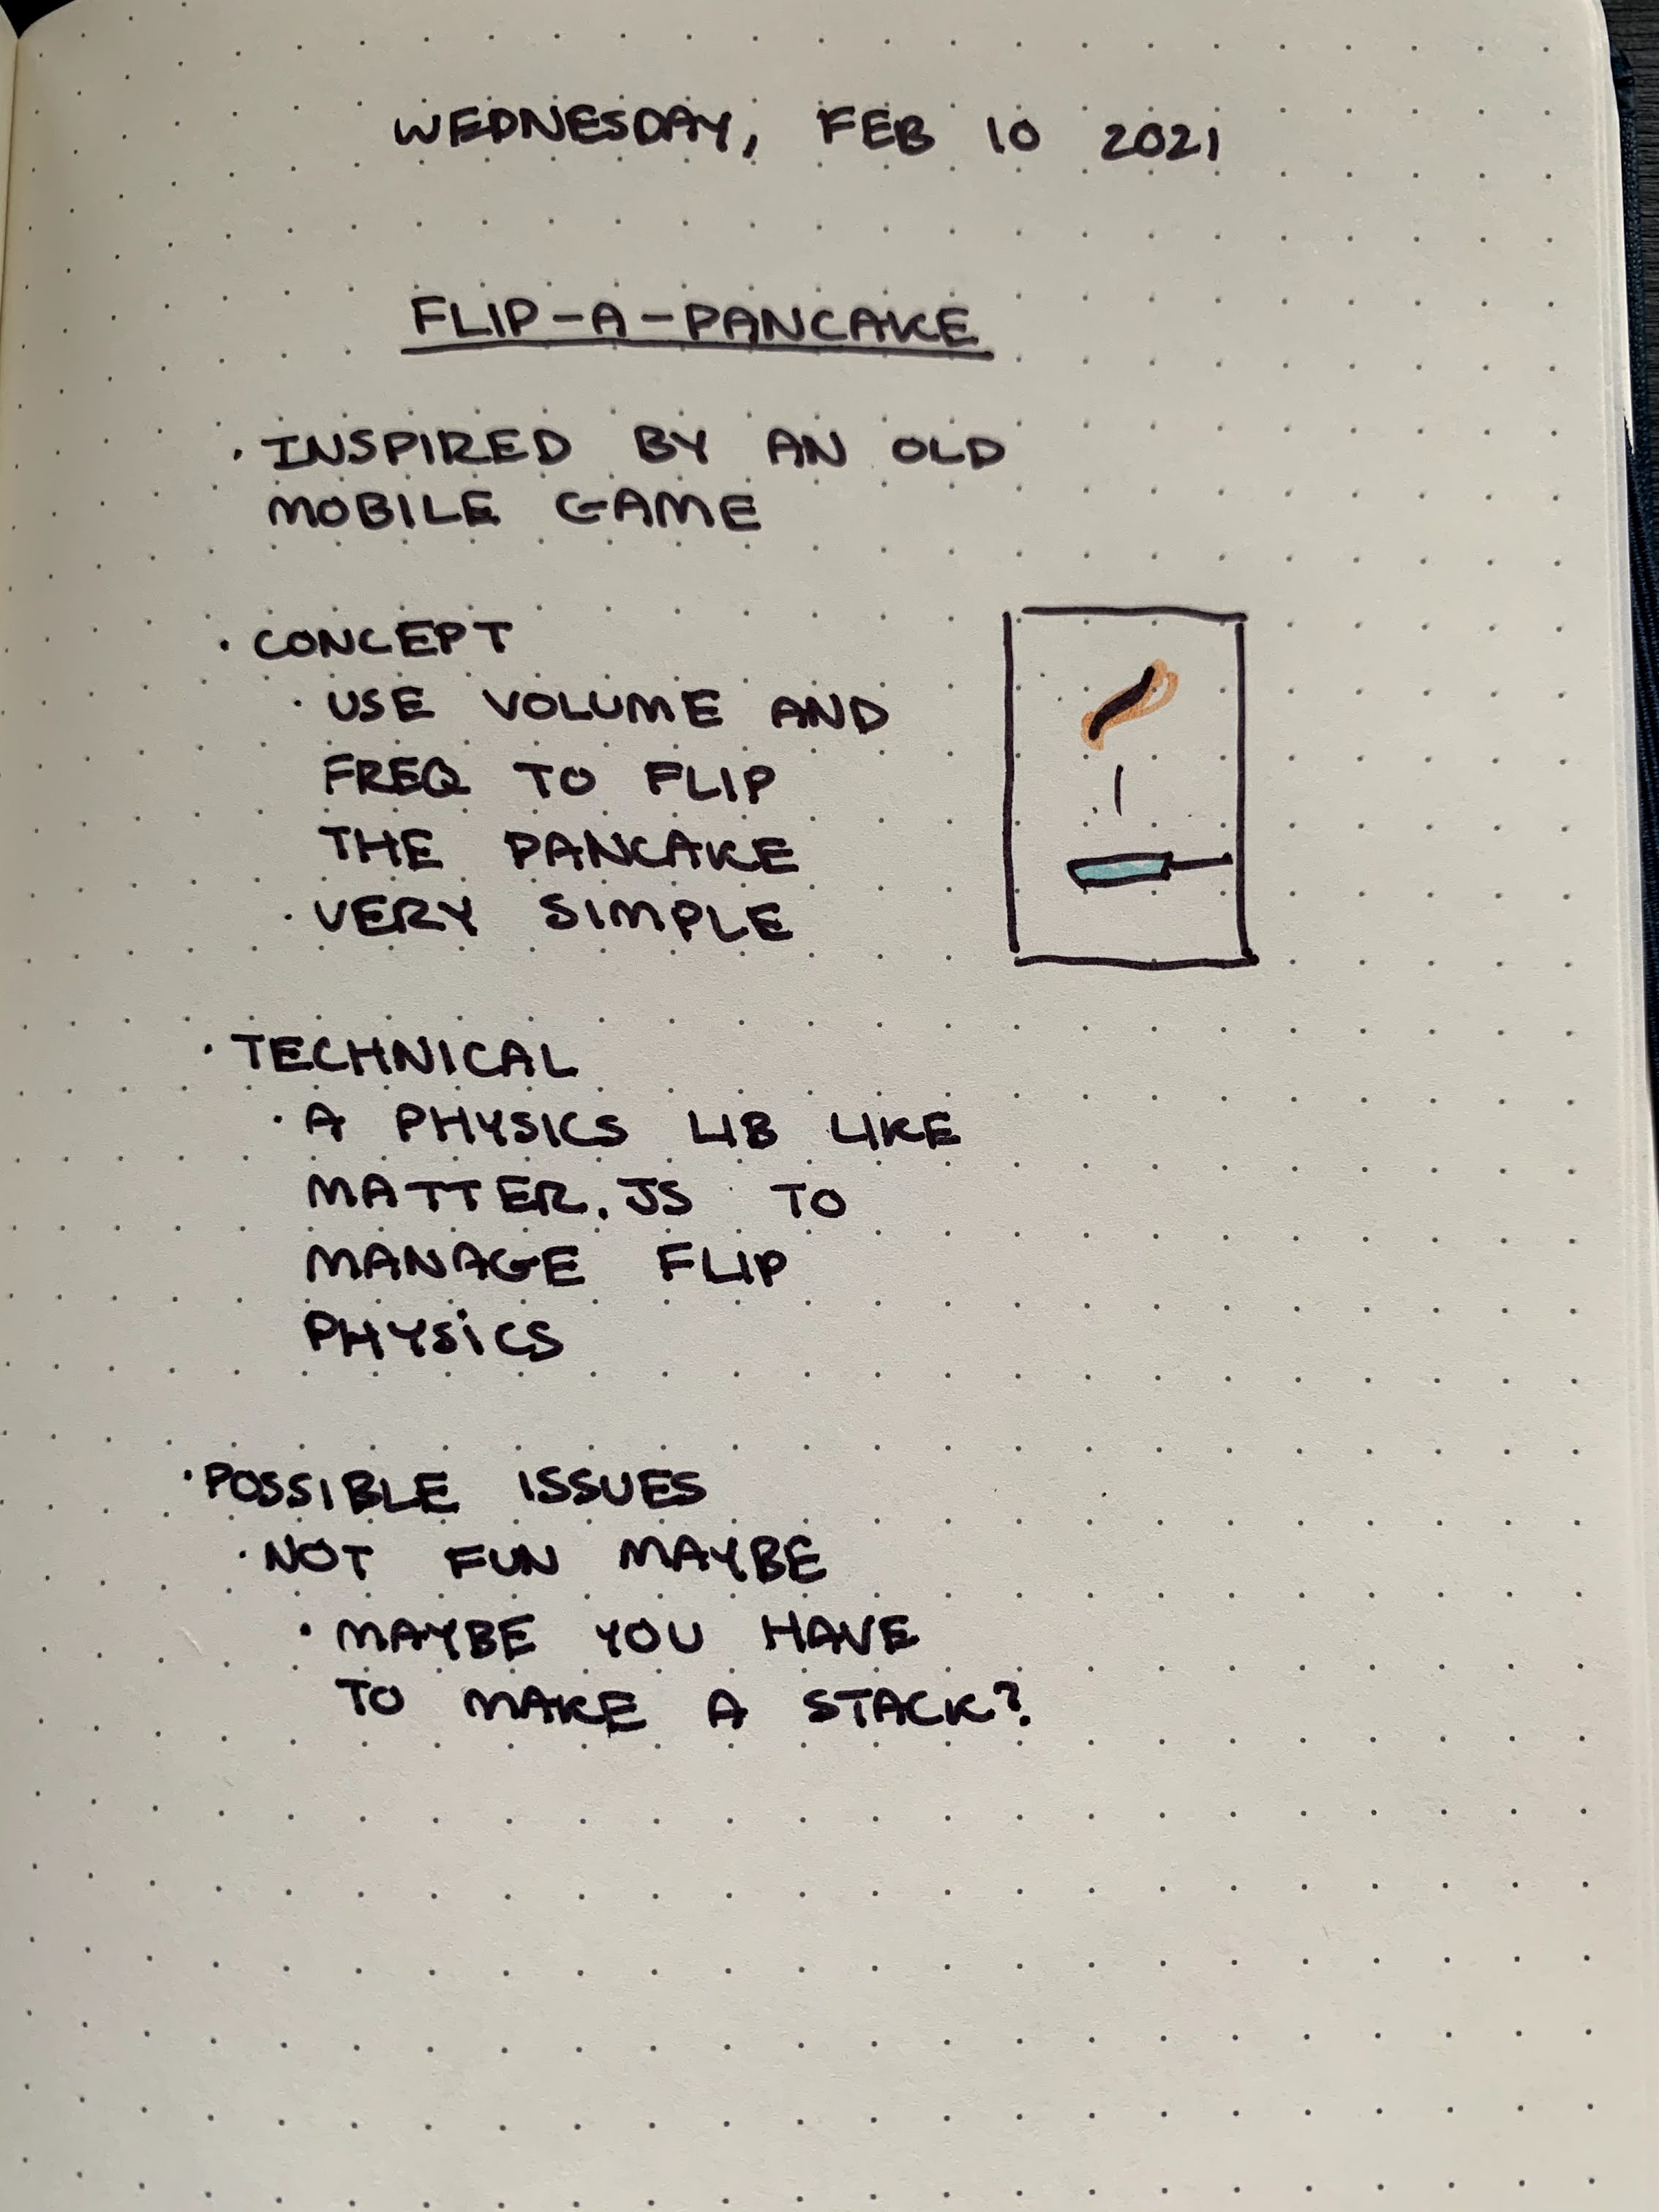 WEDNESDAY, FEB 10 2021
FLIP-A-PANCAKE
· INSPIRED BY AN OLD
MOBILE GAME
· CONCEPT
· USE VOLUME AND
FREQ TO FLIP
THE PANCAKE
· VERY SIMPLE
· TECHNICAL
· A PHYSICS LIB LIKE
MATTER.JS TO
MANAGE FLIP
PHYSICS
· POSSIBLE ISSUES
· NOT FUN MAYBE
· MAYBE YOU HAVE
TO MAKE A STACK?